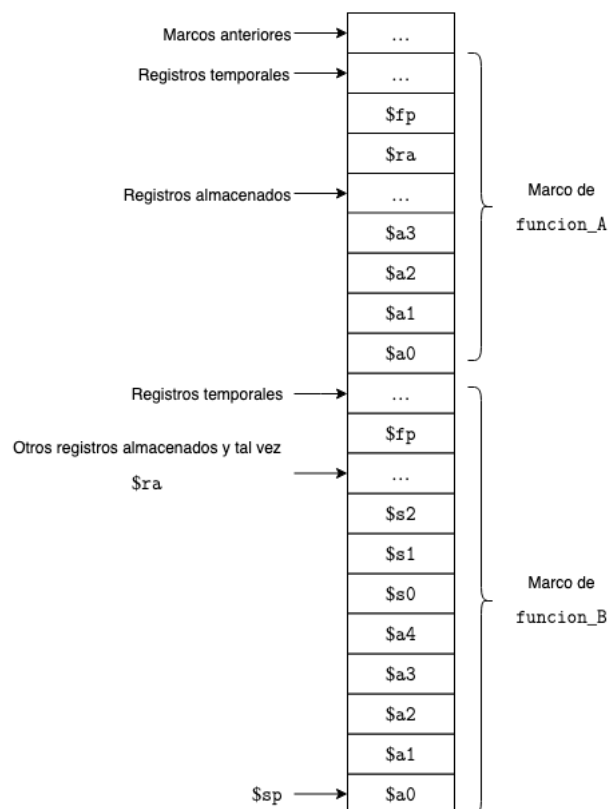 Marcos anteriores
...
Registros temporales
...
$fp
$ra
Registros almacenados
...
$a3
$a2
$a1
$a0
Marco de
funcion_A
Registros temporales
...
$fp
Otros registros almacenados y tal vez
$ra
...
$s2
$s1
$s0
$a4
$a3
$a2
$a1
$sp
$a0
Marco de
funcion_B